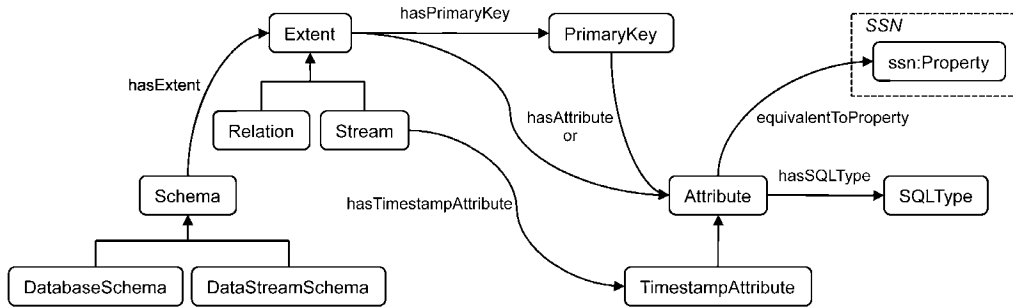 hasPrimaryKey
SSN
Extent
PrimaryKey
ssn:Property
hasExtent
Relation
Stream
hasAttribute
or
equivalentToProperty
hasSQLType
Schema
hasTimestampAttribute
Attribute
SQLType
DatabaseSchema
DataStreamSchema
TimestampAttribute